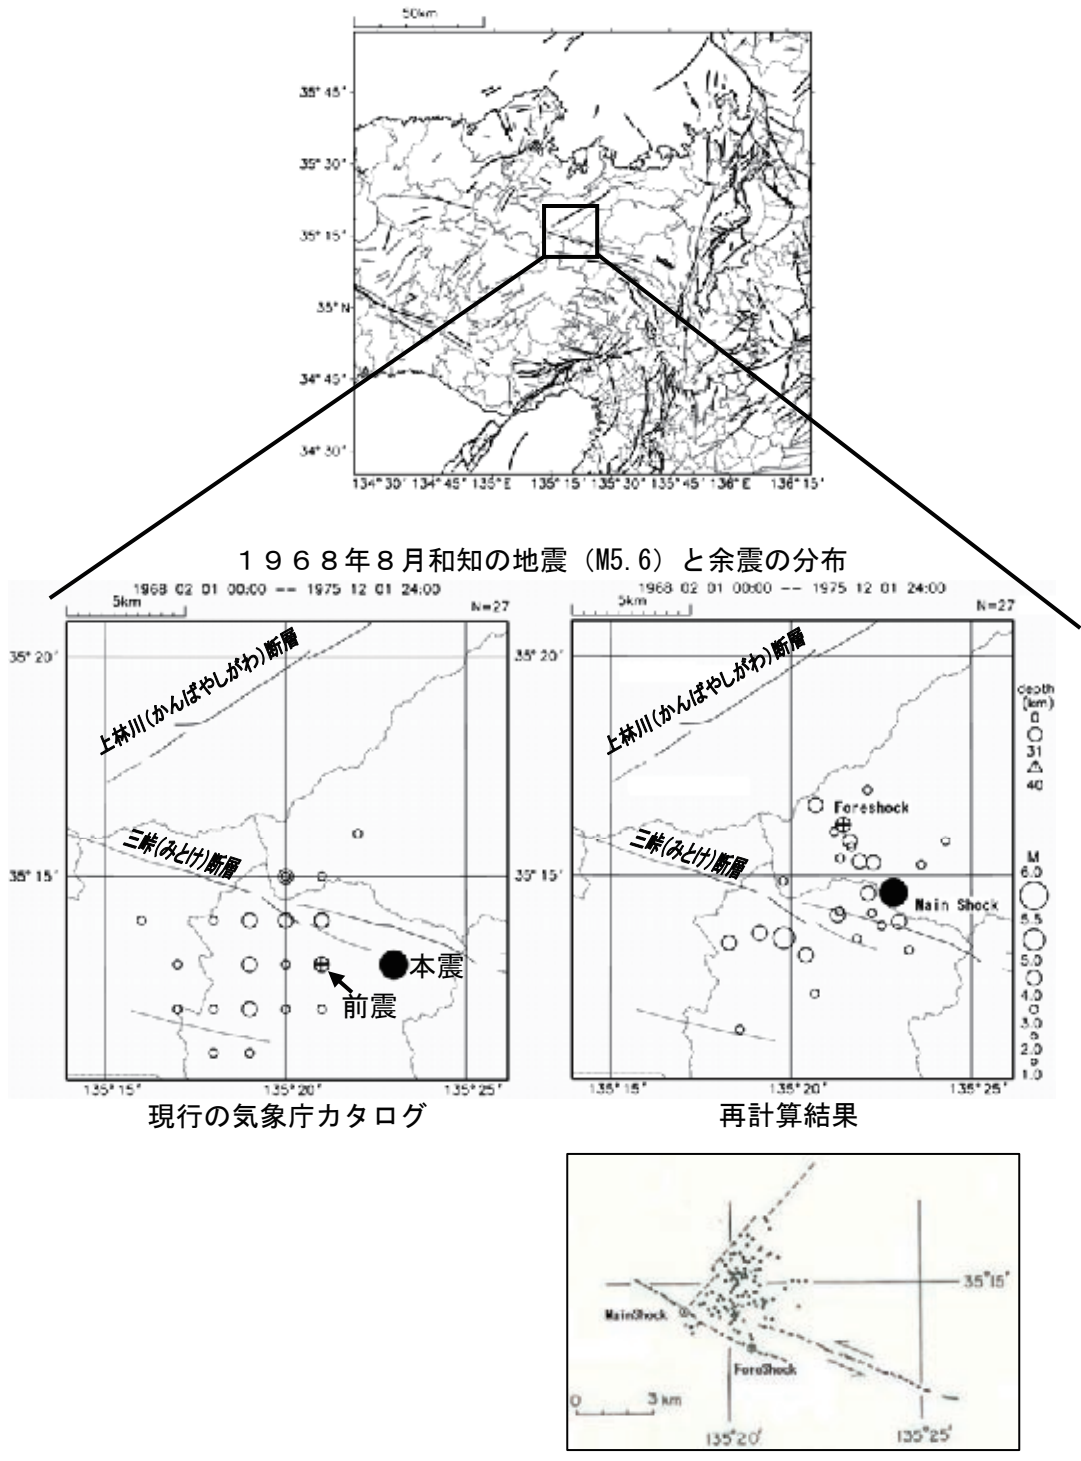 50km
35°45'
35°30'
35°15'
35°N
34°45'
34°30'
134°30' 134°45' 135°E 135°15' 135°30' 135°45' 136°E 136°15'
１９６８年８月和知の地震（M5.6）と余震の分布
1968 02 01 00:00 -- 1975 12 01 24:00
5km
N=27
35°20'
上林川(かんばやしがわ)断層
三峠(みとけ)断層
35°15'
本震
前震
135°15' 135°20' 135°25'
現行の気象庁カタログ
1968 02 01 00:00 -- 1975 12 01 24:00
5km
N=27
35°20'
上林川(かんばやしがわ)断層
Foreshock
三峠(みとけ)断層
35°15'
Main Shock
135°15' 135°20' 135°25'
depth
(km)
0
31
40
M
6.0
5.5
5.0
4.0
3.0
2.0
1.0
再計算結果
35°15'
MainShock
ForeShock
0 3 km
135°20' 135°25'